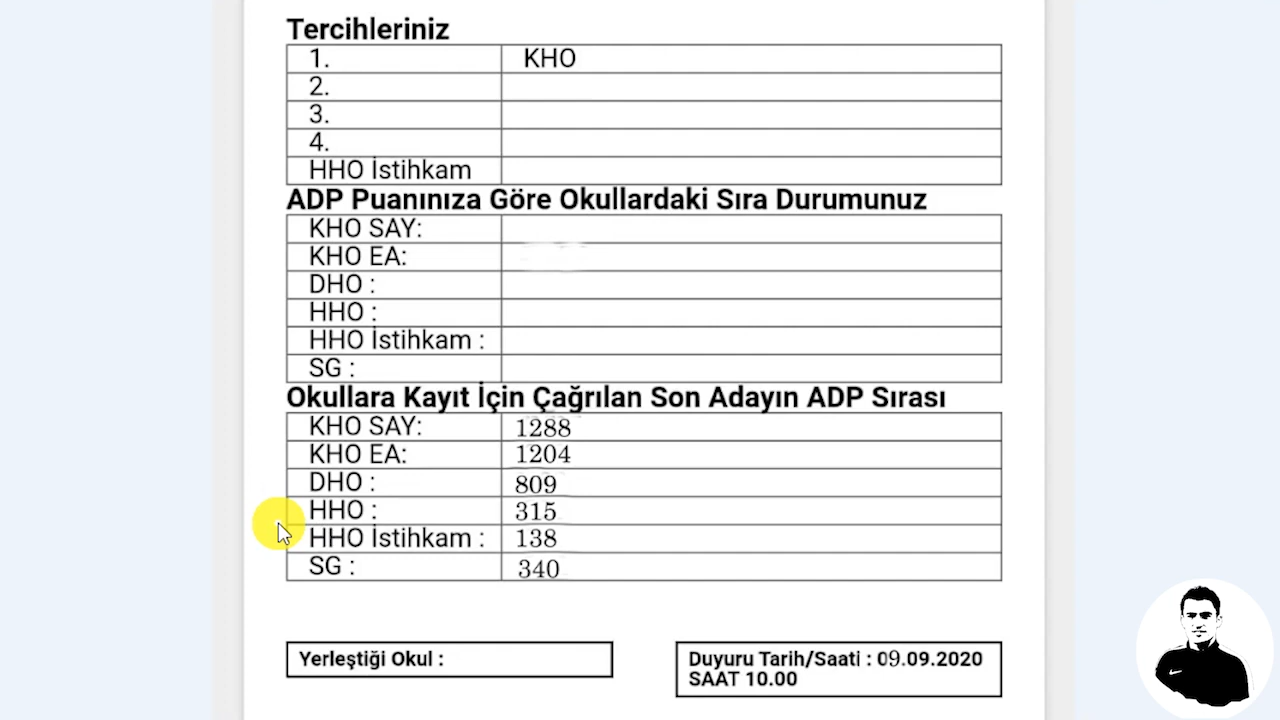 Tercihleriniz
1. KHO
2.
3.
4.
HHO İstihkam
ADP Puanınıza Göre Okullardaki Sıra Durumunuz
KHO SAY:
KHO EA:
DHO :
HHO :
HHO İstihkam :
SG :
Okullara Kayıt İçin Çağrılan Son Adayın ADP Sırası
KHO SAY: 1288
KHO EA: 1204
DHO : 809
HHO : 315
HHO İstihkam : 138
SG : 340
Yerleştiği Okul :
Duyuru Tarih/Saati : 09.09.2020
SAAT 10.00